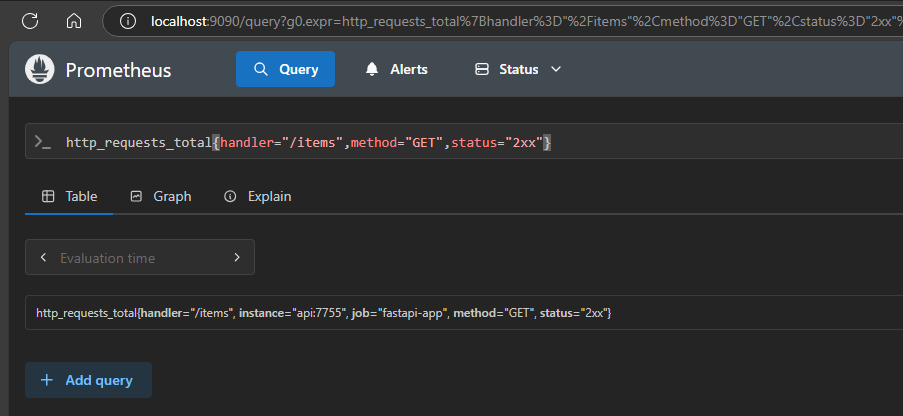 localhost:9090/query?g0.expr=http_requests_total%7Bhandler%3D"%2Fitems"%2Cmethod%3D"GET"%2Cstatus%3D"2xx"%
Prometheus
Query
Alerts
Status
>_ http_requests_total{handler="/items",method="GET",status="2xx"}
Table
Graph
Explain
Evaluation time
http_requests_total{handler="/items", instance="api:7755", job="fastapi-app", method="GET", status="2xx"}
+ Add query